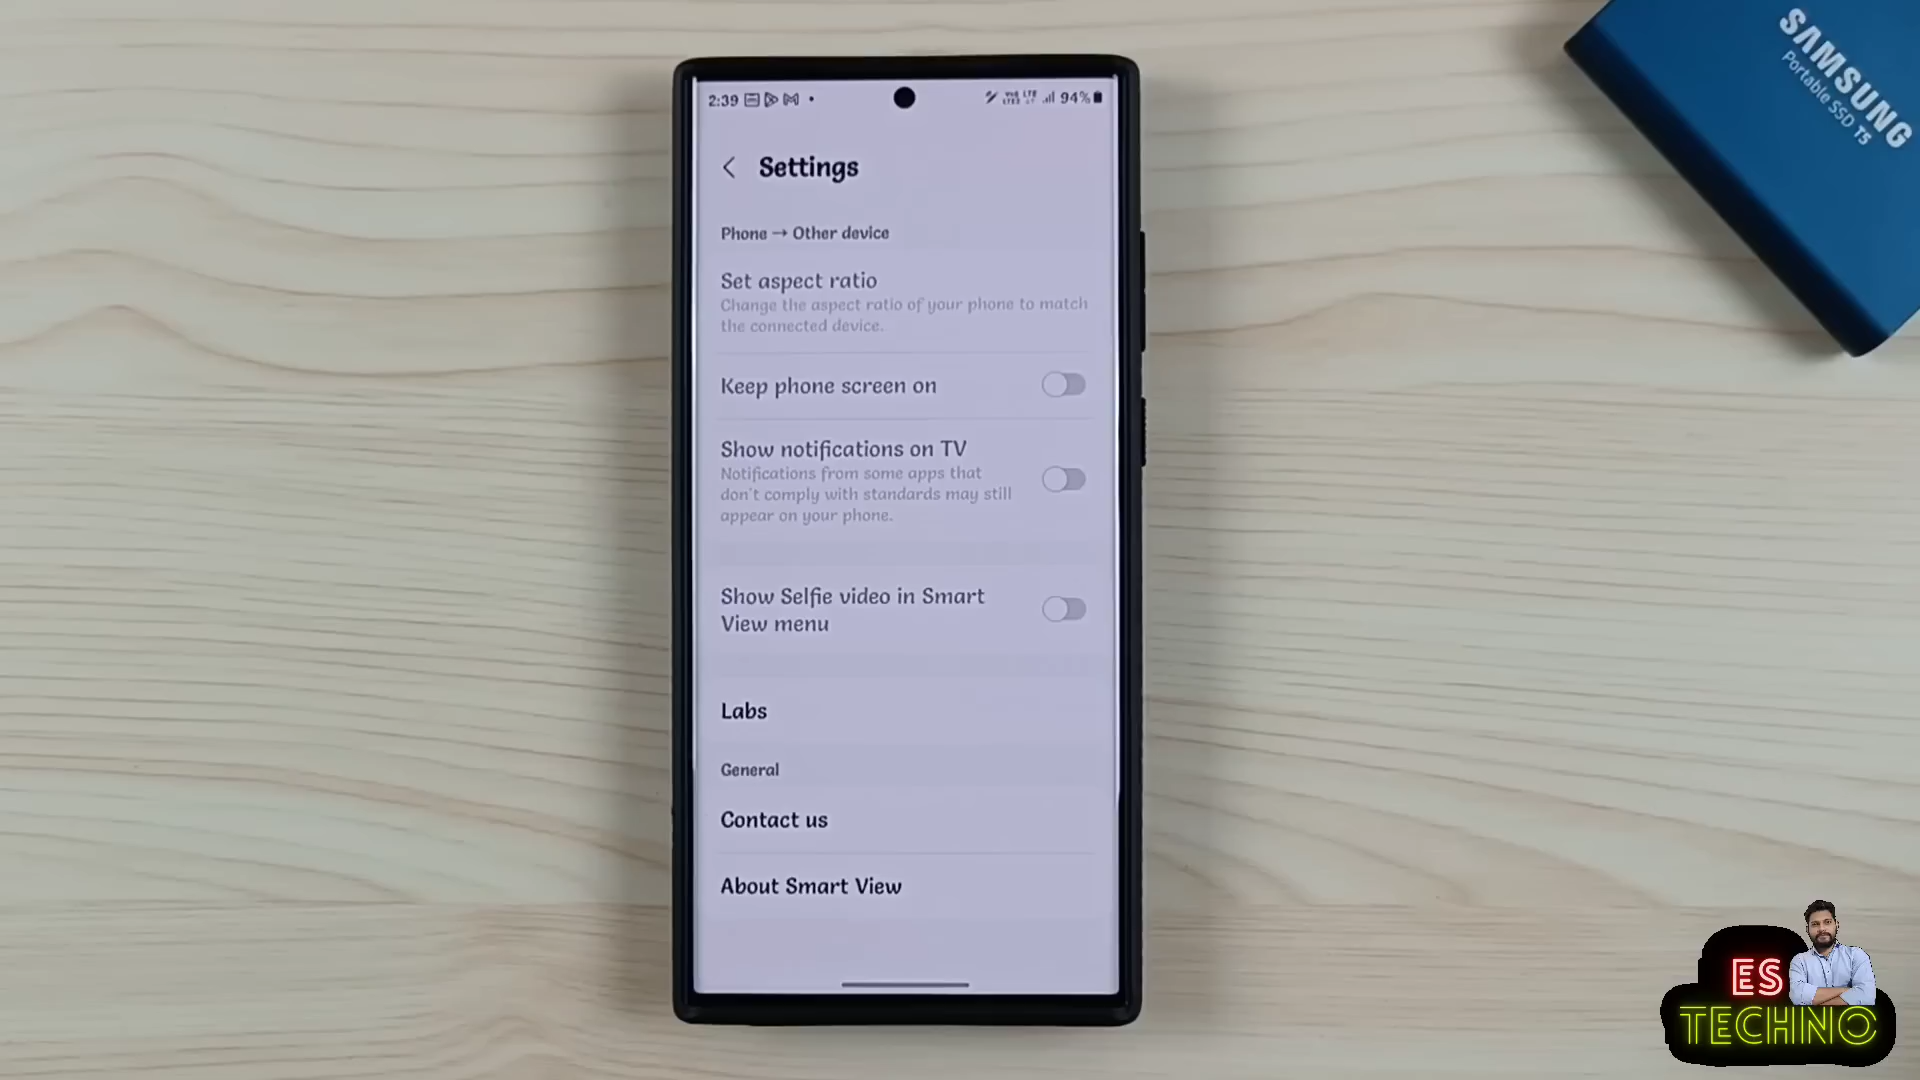 SAMSUNG
Portable SSD T5
2:39
94%
Settings
Phone → Other device
Set aspect ratio
Change the aspect ratio of your phone to match
the connected device.
Keep phone screen on
Show notifications on TV
Notifications from some apps that
don't comply with standards may still
appear on your phone.
Show Selfie video in Smart
View menu
Labs
General
Contact us
About Smart View
ES
TECHNO